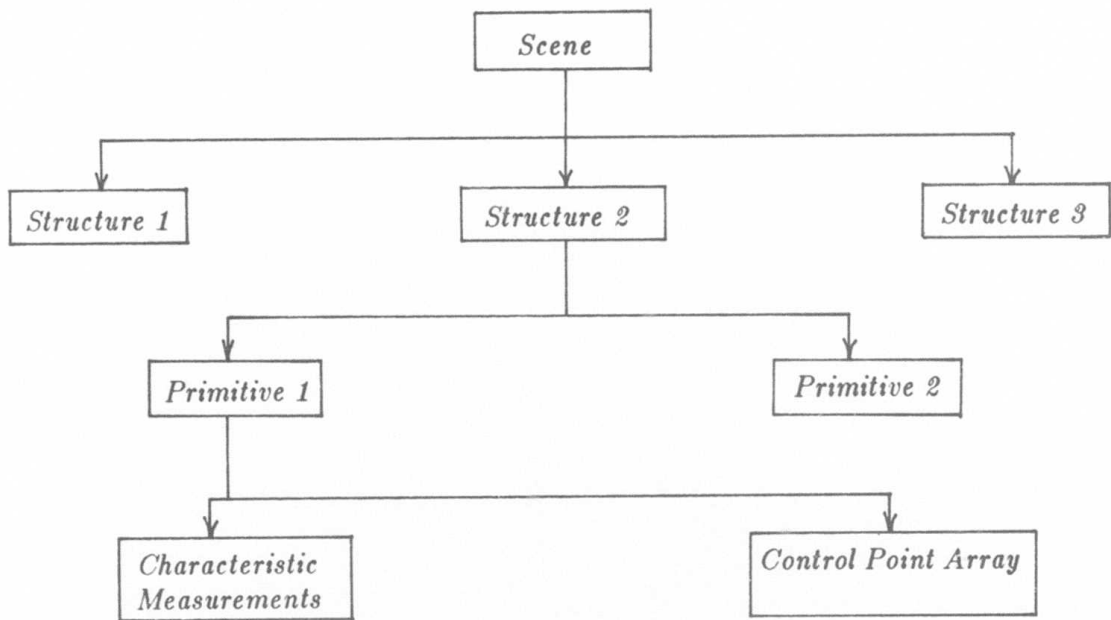 Scene
Structure 1
Structure 2
Structure 3
Primitive 1
Primitive 2
Characteristic
Measurements
Control Point Array